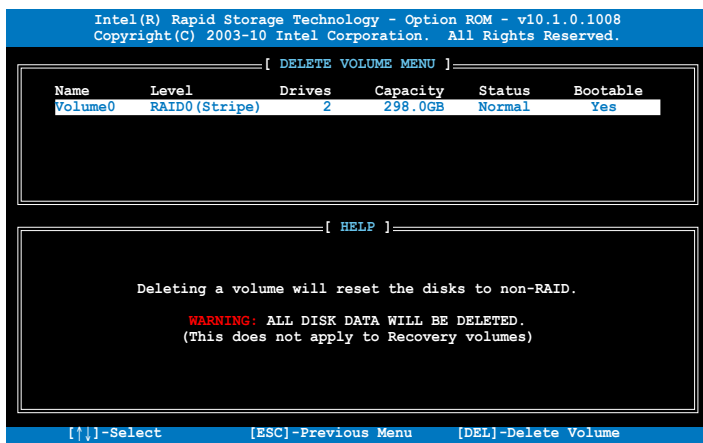 Intel(R) Rapid Storage Technology - Option ROM - v10.1.0.1008
Copyright(C) 2003-10 Intel Corporation.  All Rights Reserved.
[ DELETE VOLUME MENU ]
Name Level Drives Capacity Status Bootable
Volume0 RAID0(Stripe) 2 298.0GB Normal Yes
[ HELP ]
Deleting a volume will reset the disks to non-RAID.
WARNING: ALL DISK DATA WILL BE DELETED.
(This does not apply to Recovery volumes)
[↑↓]-Select [ESC]-Previous Menu [DEL]-Delete Volume